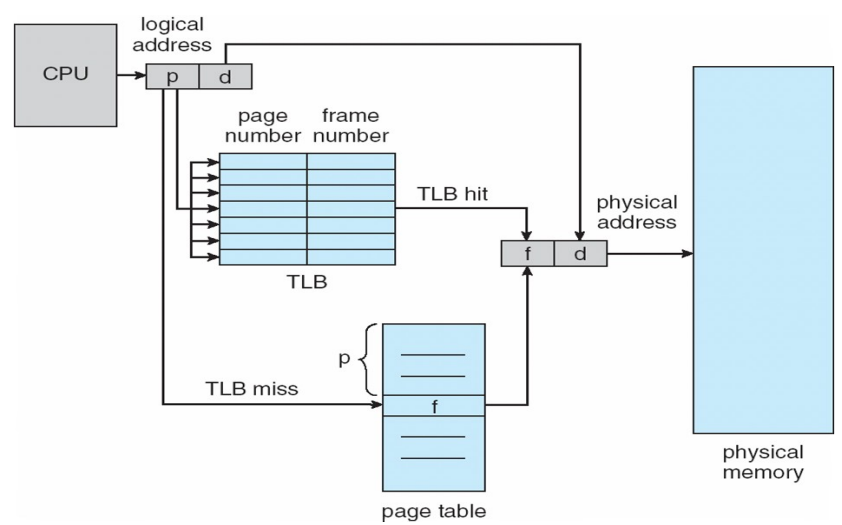 logical
address
CPU
p
d
page
number
frame
number
TLB hit
physical
address
f
d
TLB
p
TLB miss
f
page table
physical
memory